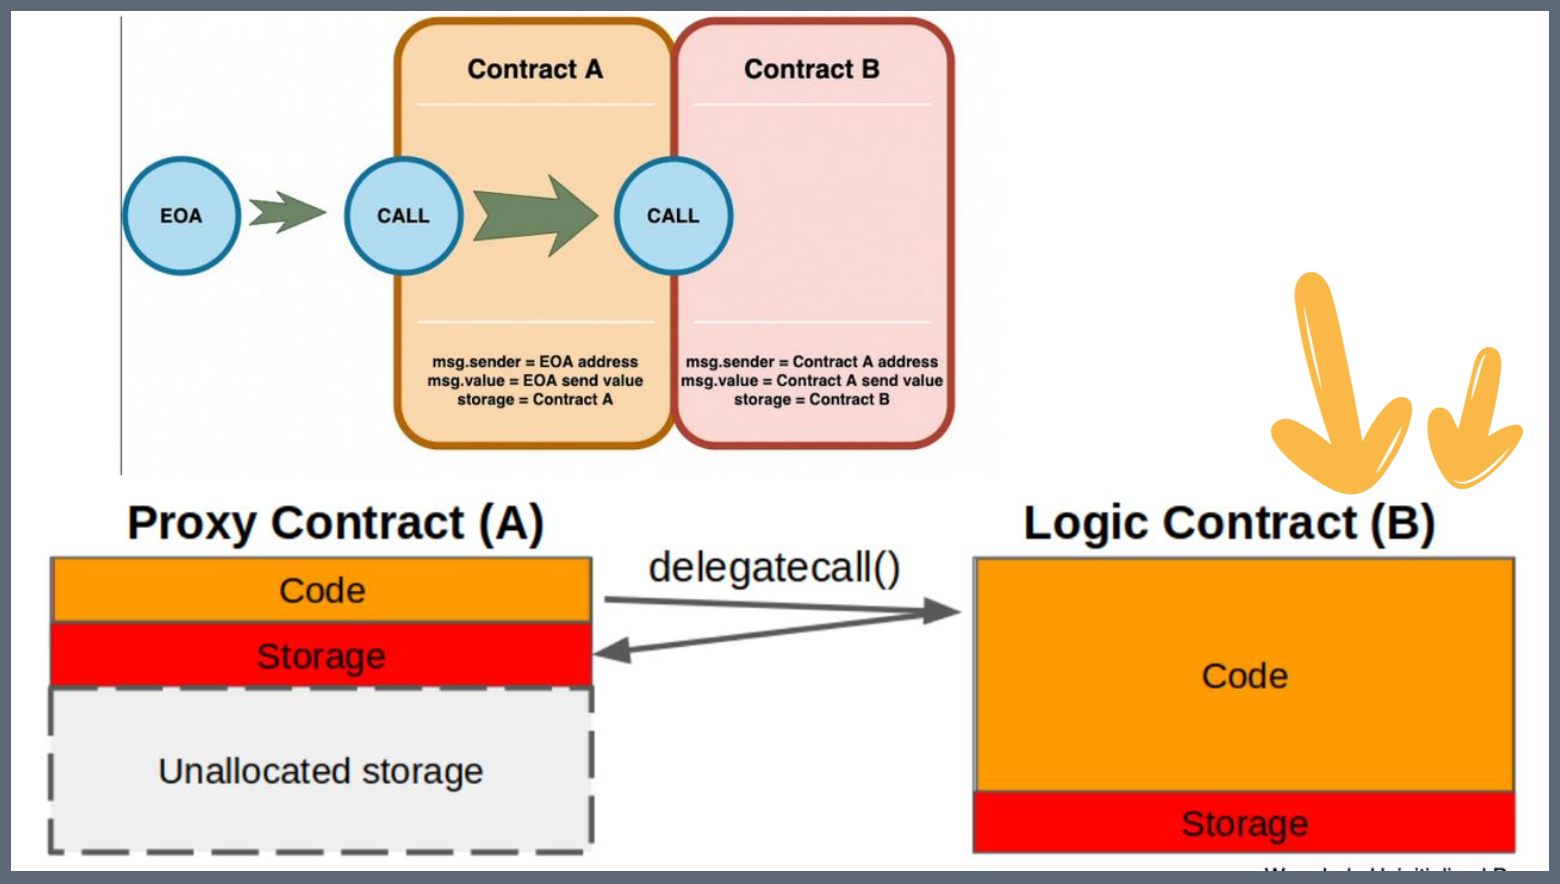 Contract A
Contract B
EOA
CALL
CALL
msg.sender = EOA address
msg.value = EOA send value
storage = Contract A
msg.sender = Contract A address
msg.value = Contract A send value
storage = Contract B
Proxy Contract (A)
Logic Contract (B)
delegatecall()
Code
Storage
Unallocated storage
Code
Storage